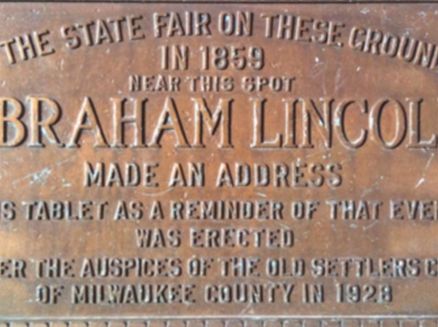 THE STATE FAIR ON THESE GROUN
IN 1859
NEAR THIS SPOT
BRAHAM LINCOL
MADE AN ADDRESS
S TABLET AS A REMINDER OF THAT EVE
WAS ERECTED
ER THE AUSPICES OF THE OLD SETTLERS C
OF MILWAUKEE COUNTY IN 1928